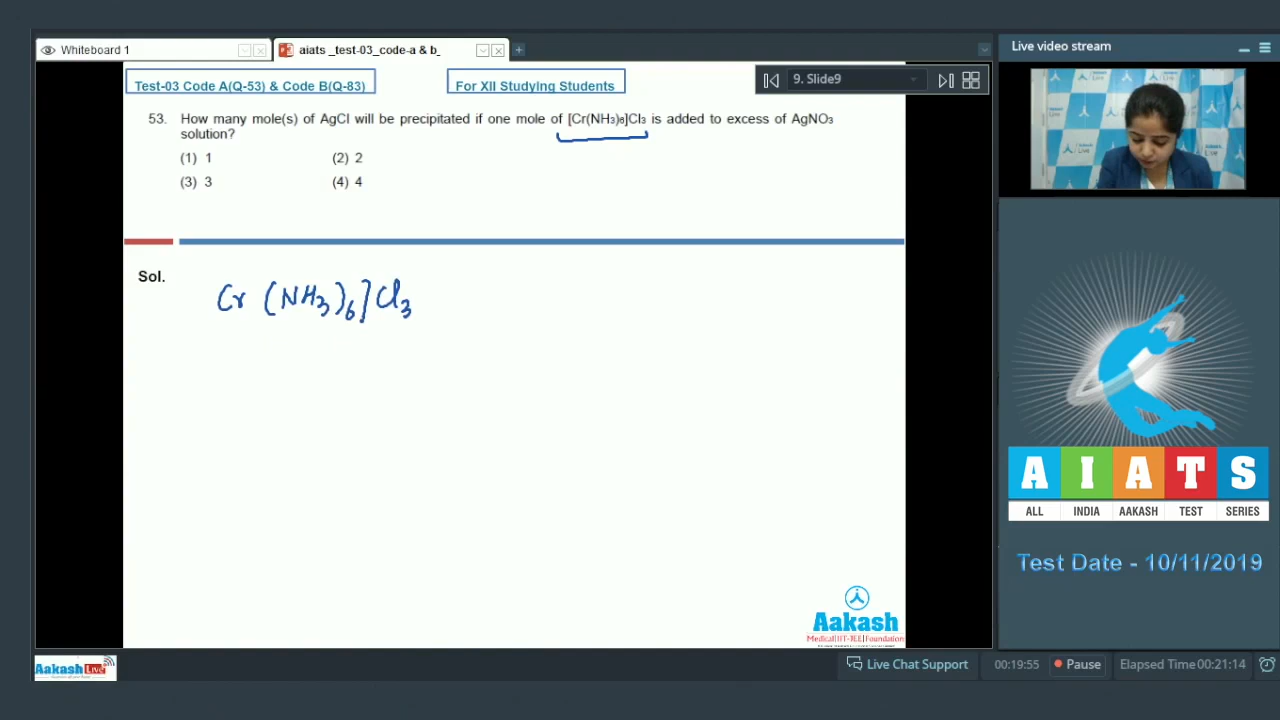 Whiteboard 1
aiats _test-03_code-a & b_
Live video stream
Test-03 Code A(Q-53) & Code B(Q-83)
For XII Studying Students
9. Slide9
53. How many mole(s) of AgCl will be precipitated if one mole of [Cr(NH₃)₆]Cl₃ is added to excess of AgNO₃
solution?
(1) 1 (2) 2
(3) 3 (4) 4
Sol.
Cr (NH₃)₆]Cl₃
A I A T S
ALL INDIA AAKASH TEST SERIES
Test Date - 10/11/2019
Aakash
Medical|IIT-JEE|Foundation
Aakash Live
Live Chat Support
00:19:55
Pause
Elapsed Time 00:21:14